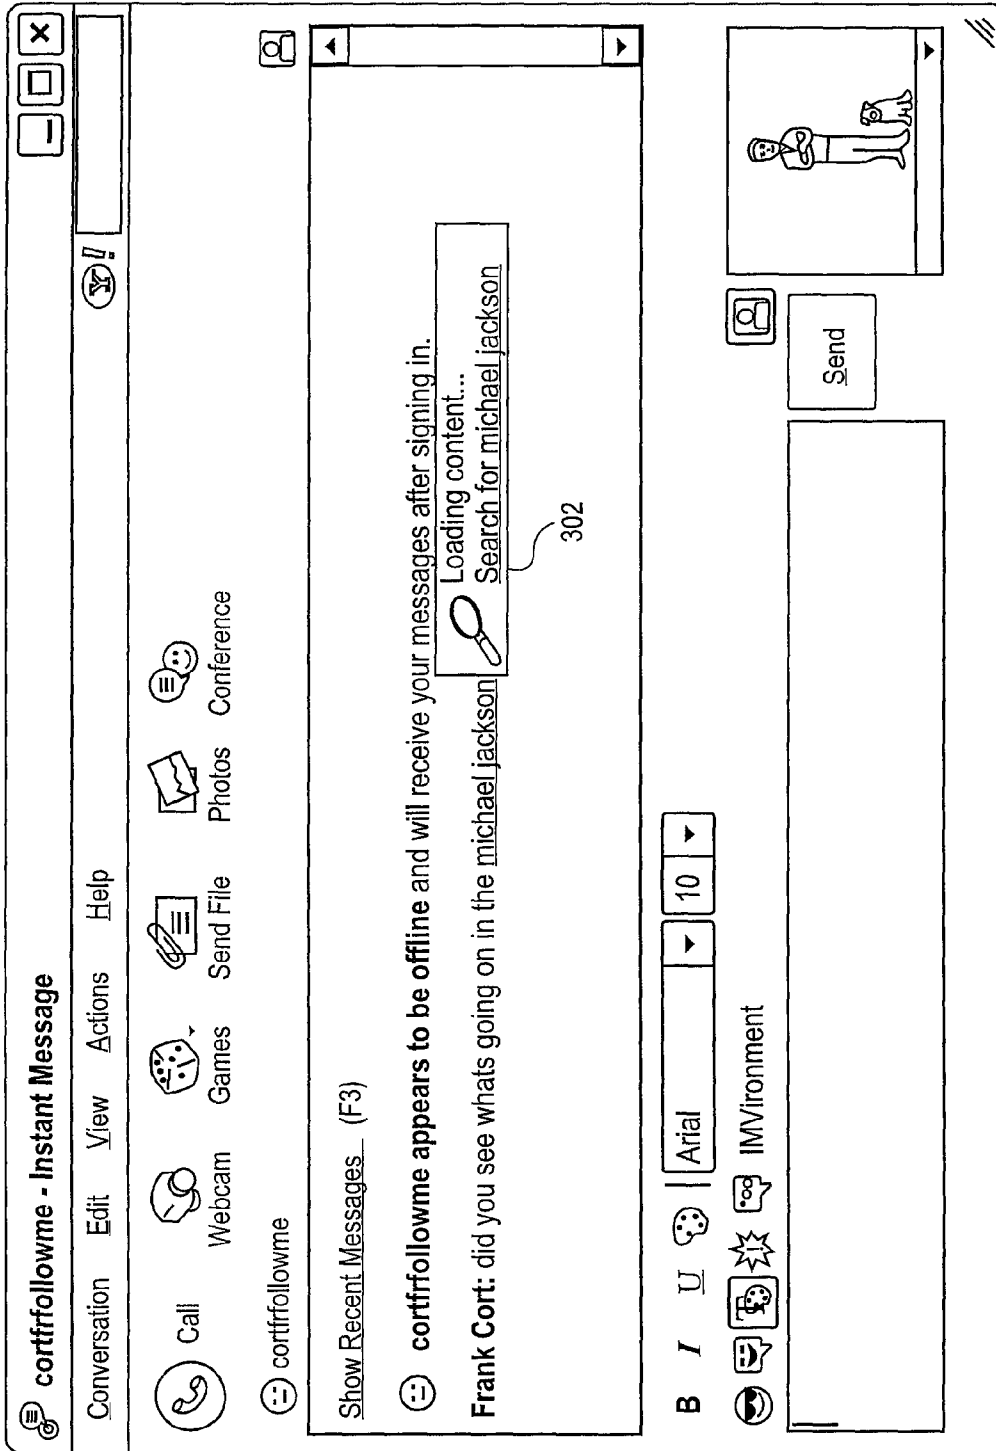 cortfrfollowme - Instant Message
Conversation Edit View Actions Help
Y!
Call Webcam Games Send File Photos Conference
cortfrfollowme
Show Recent Messages (F3)
cortfrfollowme appears to be offline and will receive your messages after signing in.
Loading content...
Frank Cort: did you see whats going on in the michael jackson Search for michael jackson
302
B I U Arial 10
IMVironment
Send